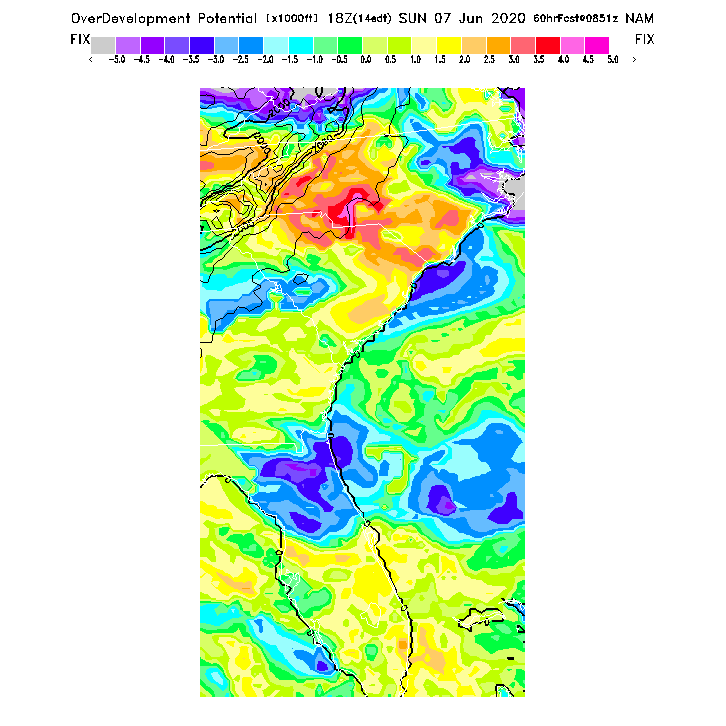 OverDevelopment Potential [x1000ft] 18Z(14edt) SUN 07 Jun 2020 60hrFcst@0851z NAM
FIX FIX
< -5.0 -4.5 -4.0 -3.5 -3.0 -2.5 -2.0 -1.5 -1.0 -0.5 0.0 0.5 1.0 1.5 2.0 2.5 3.0 3.5 4.0 4.5 5.0 >
2000